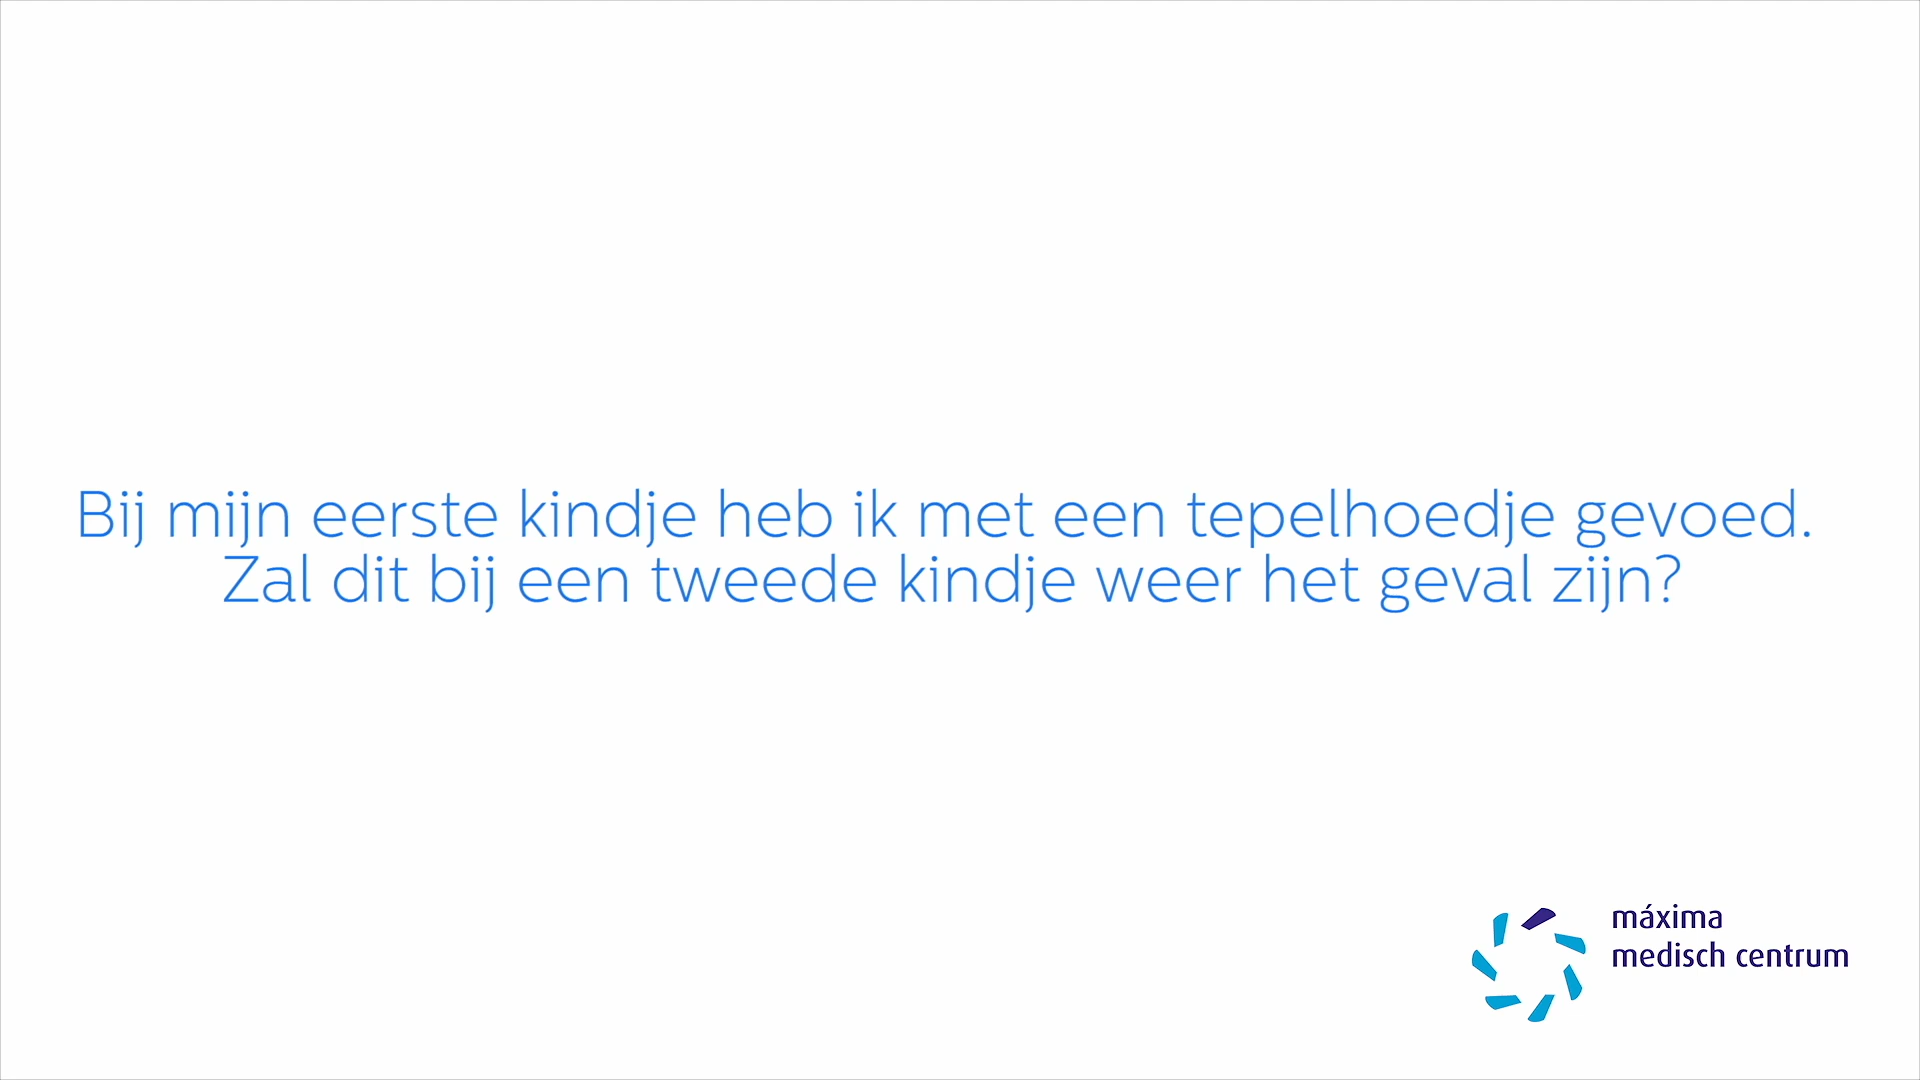 Bij mijn eerste kindje heb ik met een tepelhoedje gevoed.
Zal dit bij een tweede kindje weer het geval zijn?
máxima
medisch centrum